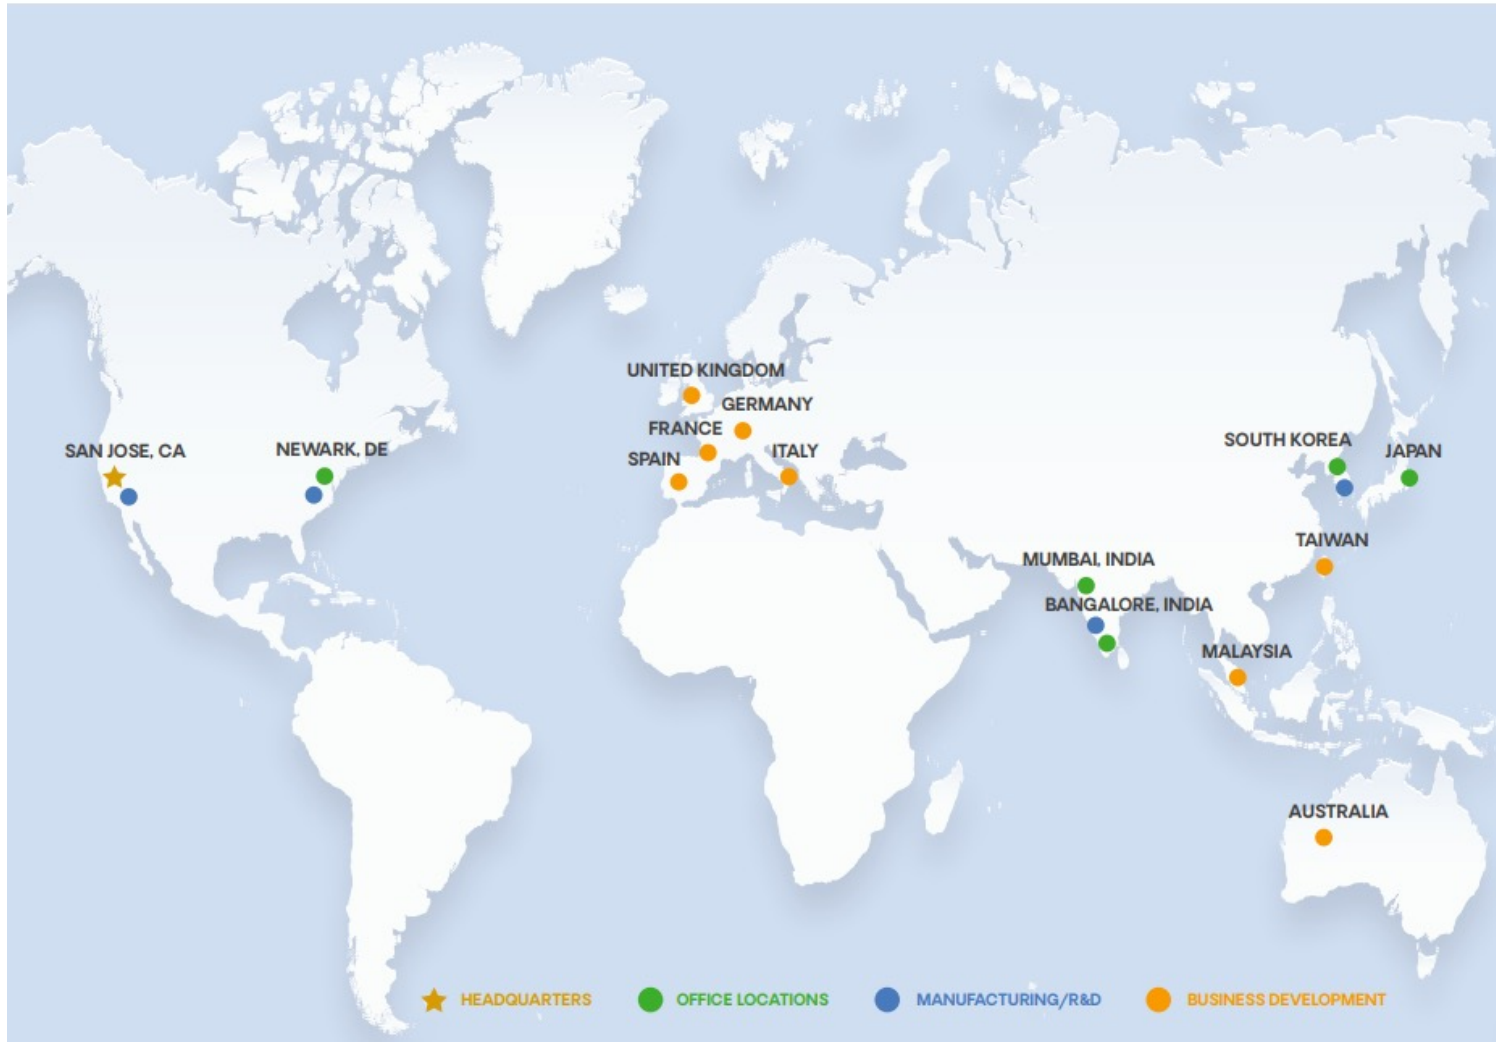 UNITED KINGDOM
GERMANY
FRANCE
SPAIN
ITALY
SAN JOSE, CA
NEWARK, DE
SOUTH KOREA
JAPAN
TAIWAN
MUMBAI, INDIA
BANGALORE, INDIA
MALAYSIA
AUSTRALIA
HEADQUARTERS
OFFICE LOCATIONS
MANUFACTURING/R&D
BUSINESS DEVELOPMENT